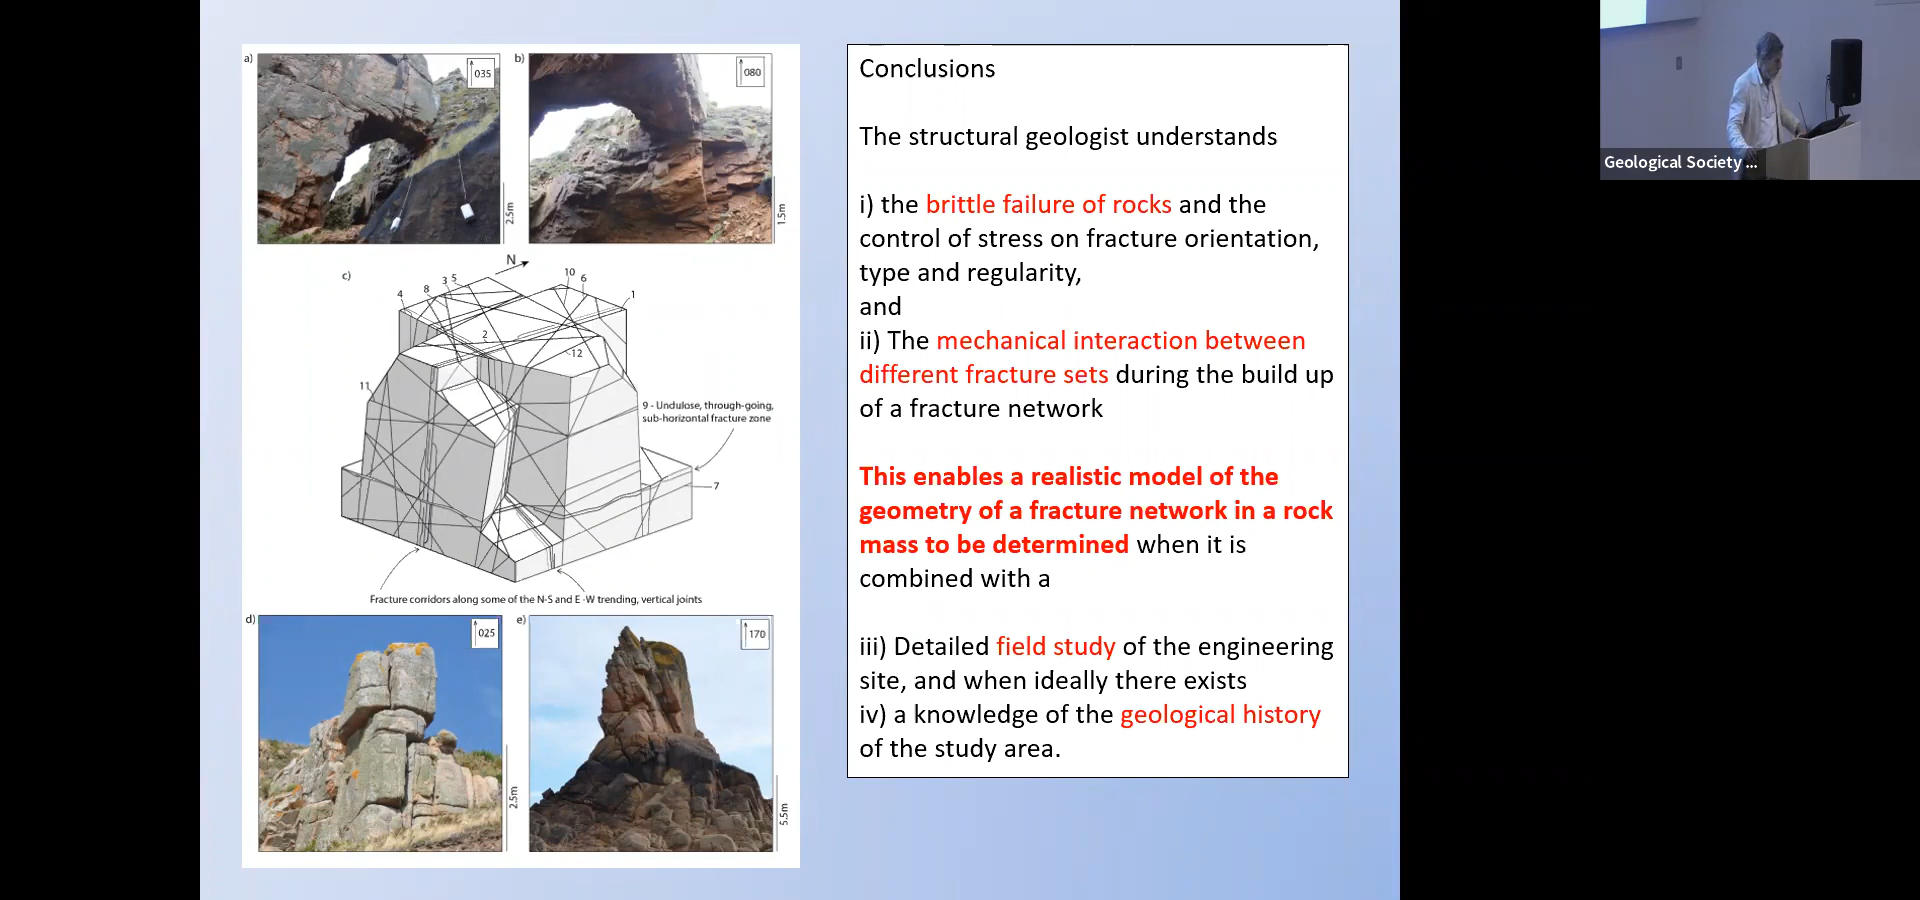 a)
035
2.5m
b)
080
1.5m
c)
N
4
8
3
5
10
6
1
2
12
11
9 - Undulose, through-going,
sub-horizontal fracture zone
7
Fracture corridors along some of the N-S and E -W trending, vertical joints
d)
025
2.5m
e)
170
5.5m
Conclusions
The structural geologist understands
i) the brittle failure of rocks and the
control of stress on fracture orientation,
type and regularity,
and
ii) The mechanical interaction between
different fracture sets during the build up
of a fracture network
This enables a realistic model of the
geometry of a fracture network in a rock
mass to be determined when it is
combined with a
iii) Detailed field study of the engineering
site, and when ideally there exists
iv) a knowledge of the geological history
of the study area.
Geological Society ...